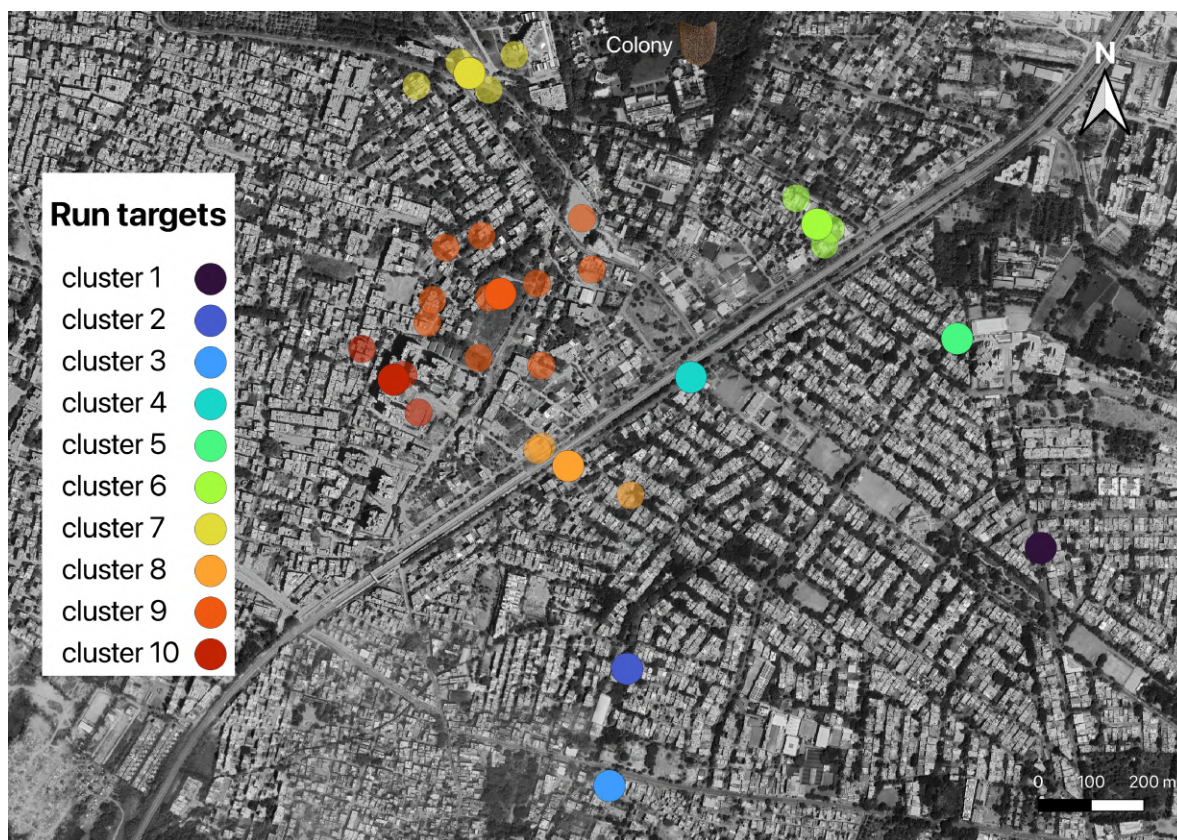 Colony
N
Run targets
cluster 1
cluster 2
cluster 3
cluster 4
cluster 5
cluster 6
cluster 7
cluster 8
cluster 9
cluster 10
0 100 200 m